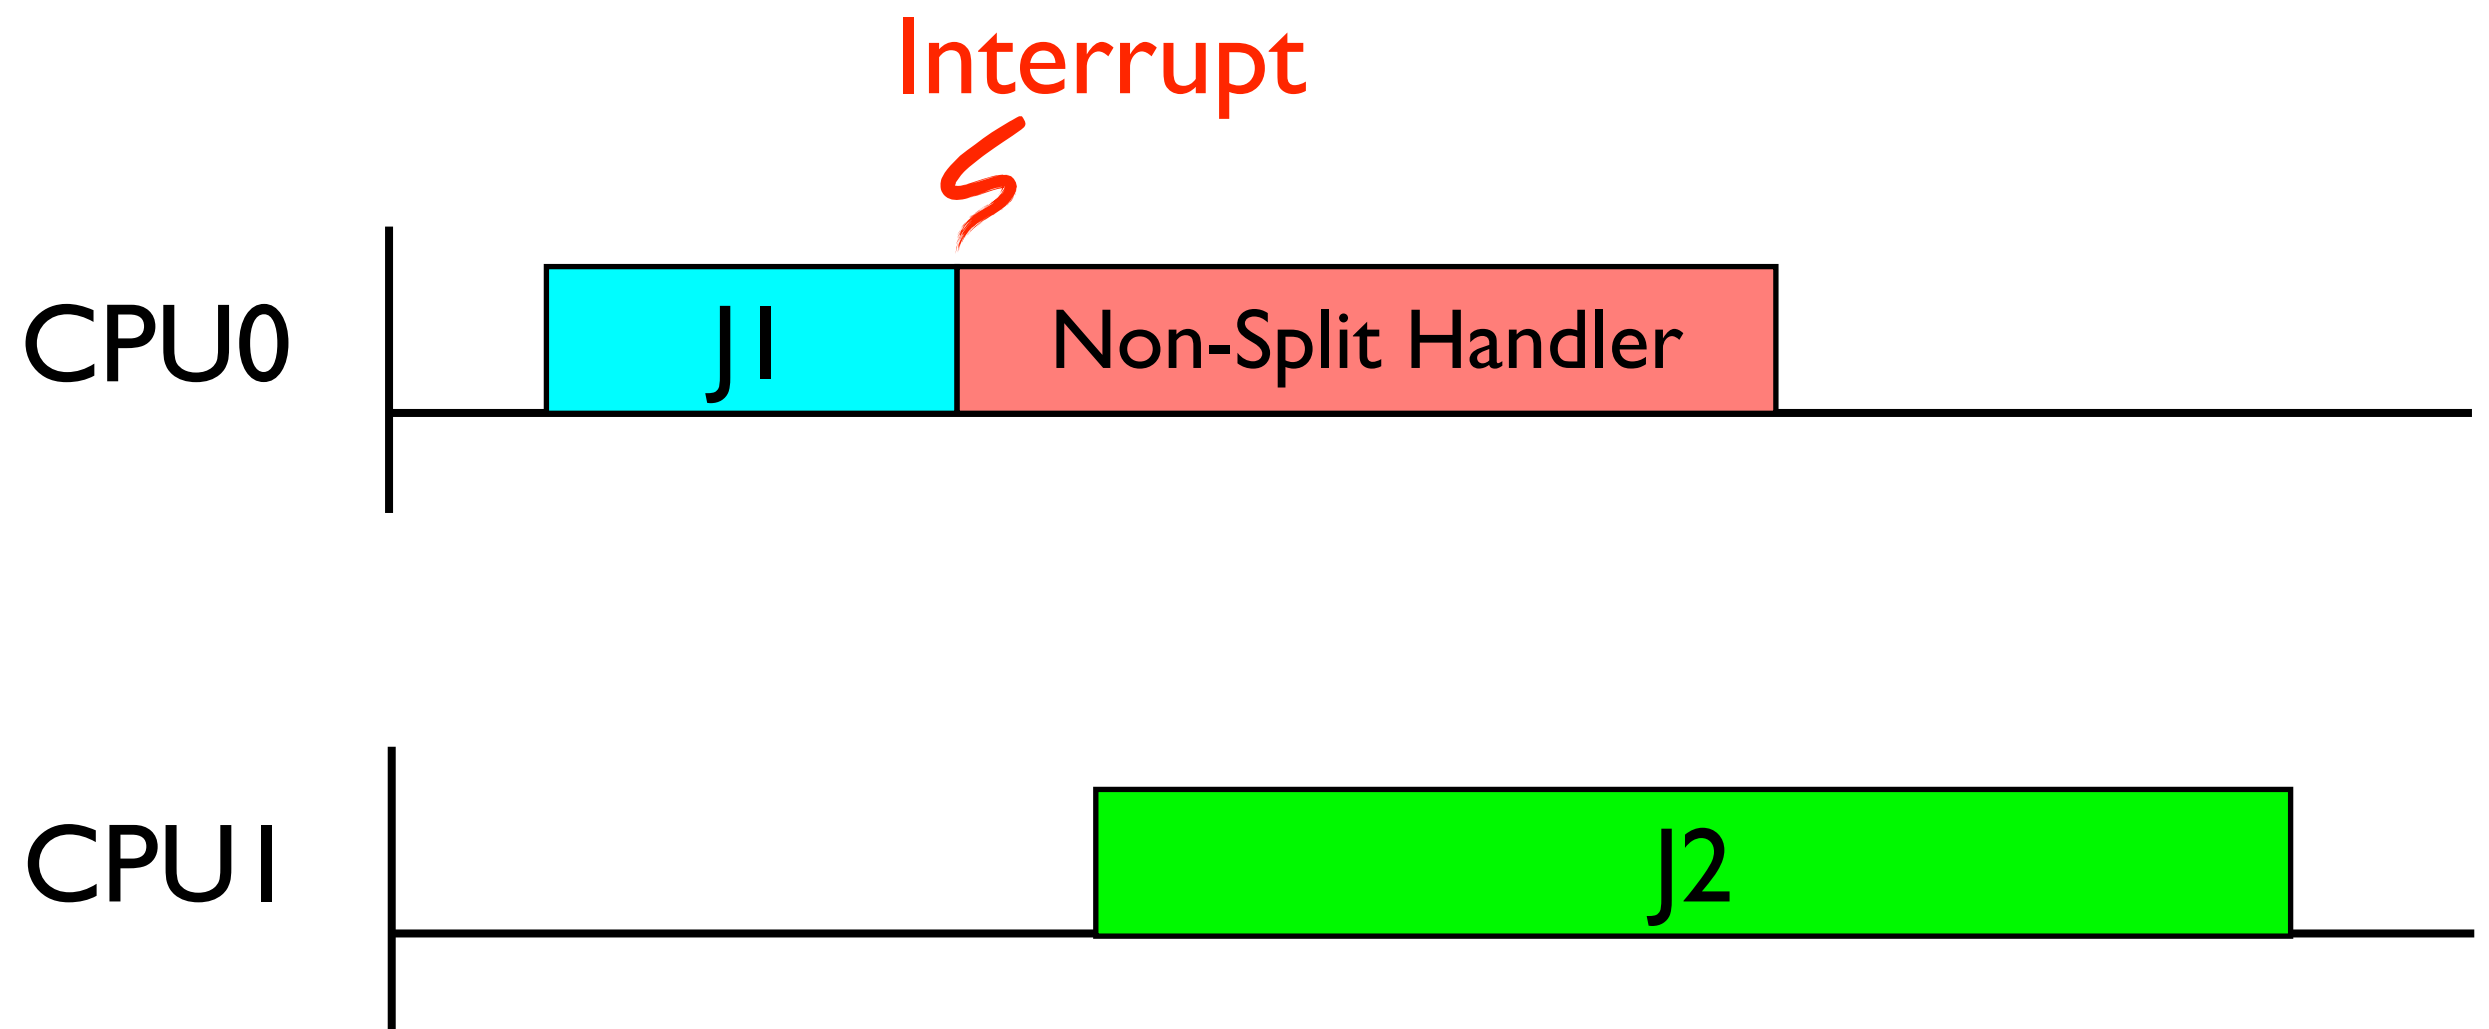 Interrupt
CPU0
J1
Non-Split Handler
CPU1
J2